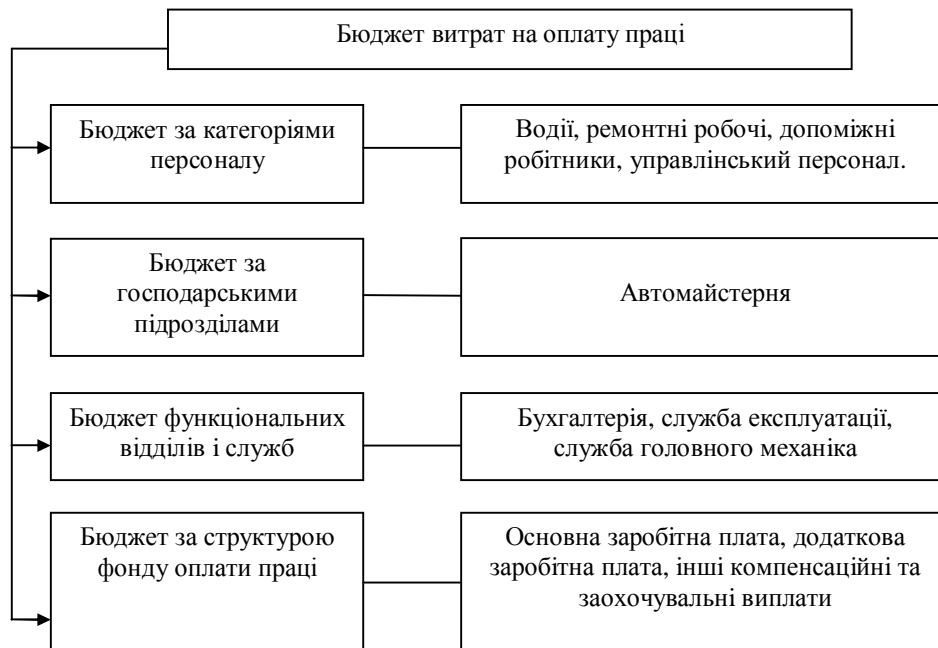 Бюджет витрат на оплату праці
Бюджет за категоріями
персоналу
Водії, ремонтні робочі, допоміжні
робітники, управлінський персонал.
Бюджет за
господарськими
підрозділами
Автомайстерня
Бюджет функціональних
відділів і служб
Бухгалтерія, служба експлуатації,
служба головного механіка
Бюджет за структурою
фонду оплати праці
Основна заробітна плата, додаткова
заробітна плата, інші компенсаційні та
заохочувальні виплати